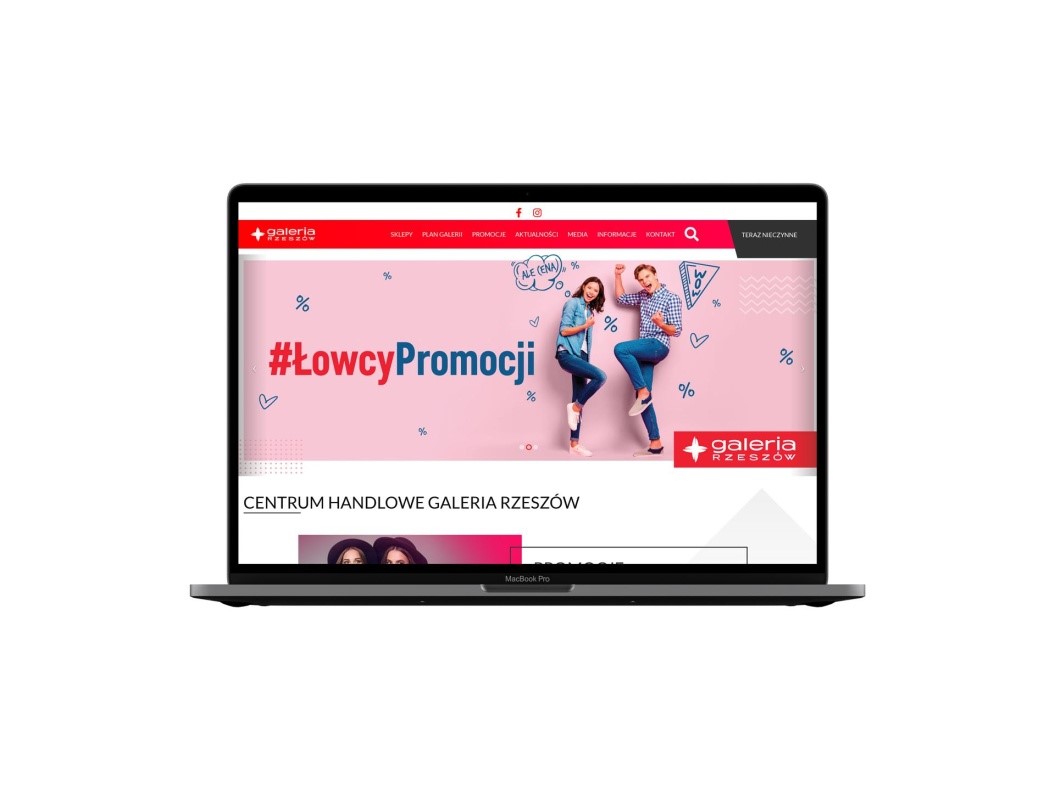 galeria
RZESZÓW
SKLEPY PLAN GALERII PROMOCJE AKTUALNOŚCI MEDIA INFORMACJE KONTAKT
TERAZ NIECZYNNE
ALE CENA
WOW
#ŁowcyPromocji
galeria
RZESZÓW
CENTRUM HANDLOWE GALERIA RZESZÓW
PROMOCJE
MacBook Pro